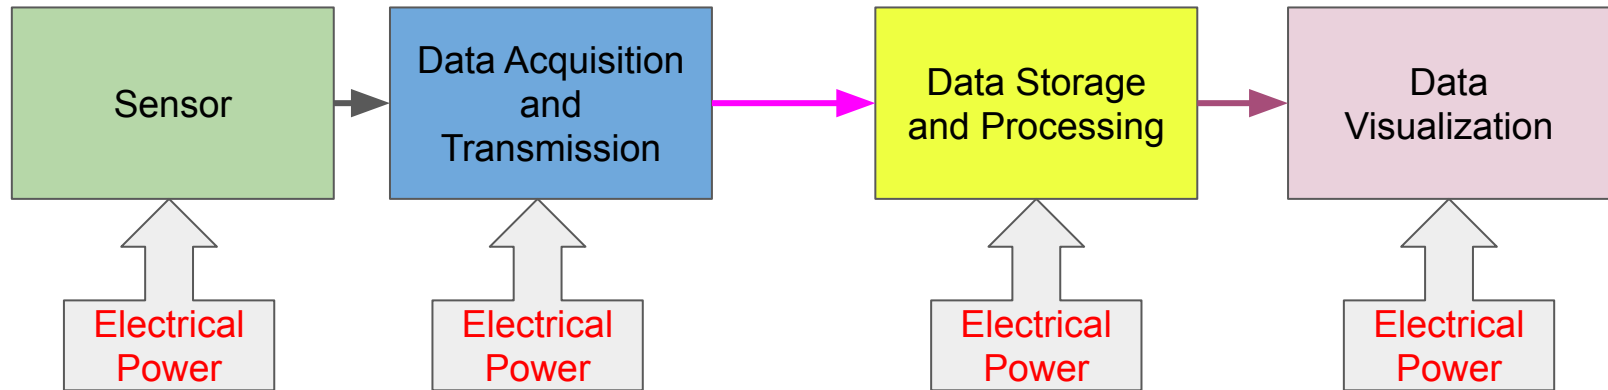 Sensor
Data Acquisition
and
Transmission
Data Storage
and Processing
Data
Visualization
Electrical
Power
Electrical
Power
Electrical
Power
Electrical
Power